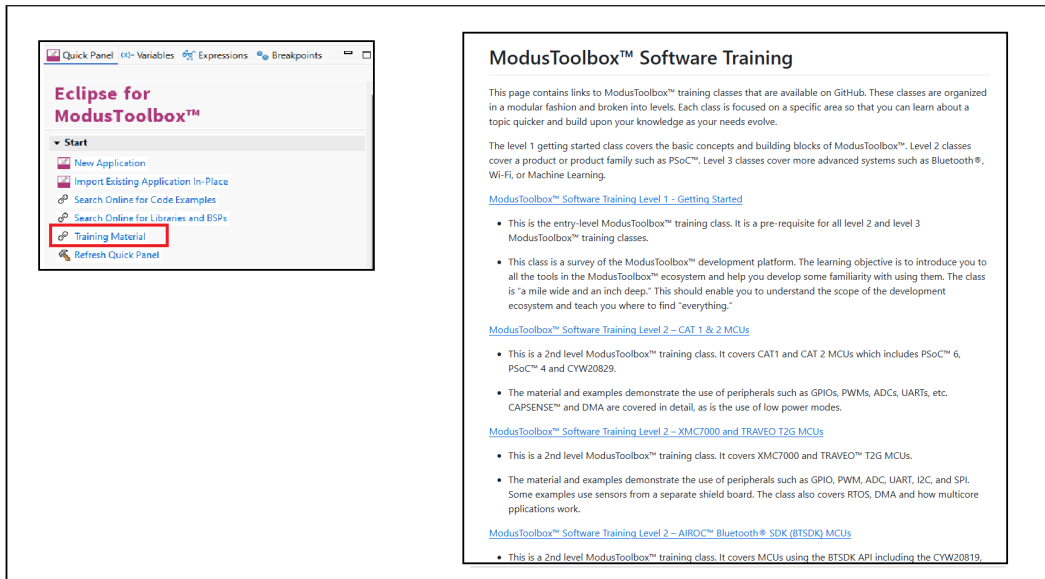 Quick Panel (x)= Variables Expressions Breakpoints
Eclipse for
ModusToolbox™
Start
New Application
Import Existing Application In-Place
Search Online for Code Examples
Search Online for Libraries and BSPs
Training Material
Refresh Quick Panel
ModusToolbox™ Software Training
This page contains links to ModusToolbox™ training classes that are available on GitHub. These classes are organized
in a modular fashion and broken into levels. Each class is focused on a specific area so that you can learn about a
topic quicker and build upon your knowledge as your needs evolve.
The level 1 getting started class covers the basic concepts and building blocks of ModusToolbox™. Level 2 classes
cover a product or product family such as PSoC™. Level 3 classes cover more advanced systems such as Bluetooth®,
Wi-Fi, or Machine Learning.
ModusToolbox™ Software Training Level 1 - Getting Started
• This is the entry-level ModusToolbox™ training class. It is a pre-requisite for all level 2 and level 3
ModusToolbox™ training classes.
• This class is a survey of the ModusToolbox™ development platform. The learning objective is to introduce you to
all the tools in the ModusToolbox™ ecosystem and help you develop some familiarity with using them. The class
is "a mile wide and an inch deep." This should enable you to understand the scope of the development
ecosystem and teach you where to find "everything."
ModusToolbox™ Software Training Level 2 – CAT 1 & 2 MCUs
• This is a 2nd level ModusToolbox™ training class. It covers CAT1 and CAT 2 MCUs which includes PSoC™ 6,
PSoC™ 4 and CYW20829.
• The material and examples demonstrate the use of peripherals such as GPIOs, PWMs, ADCs, UARTs, etc.
CAPSENSE™ and DMA are covered in detail, as is the use of low power modes.
ModusToolbox™ Software Training Level 2 – XMC7000 and TRAVEO T2G MCUs
• This is a 2nd level ModusToolbox™ training class. It covers XMC7000 and TRAVEO™ T2G MCUs.
• The material and examples demonstrate the use of peripherals such as GPIO, PWM, ADC, UART, I2C, and SPI.
Some examples use sensors from a separate shield board. The class also covers RTOS, DMA and how multicore
pplications work.
ModusToolbox™ Software Training Level 2 – AIROC™ Bluetooth® SDK (BTSDK) MCUs
• This is a 2nd level ModusToolbox™ training class. It covers MCUs using the BTSDK API including the CYW20819,